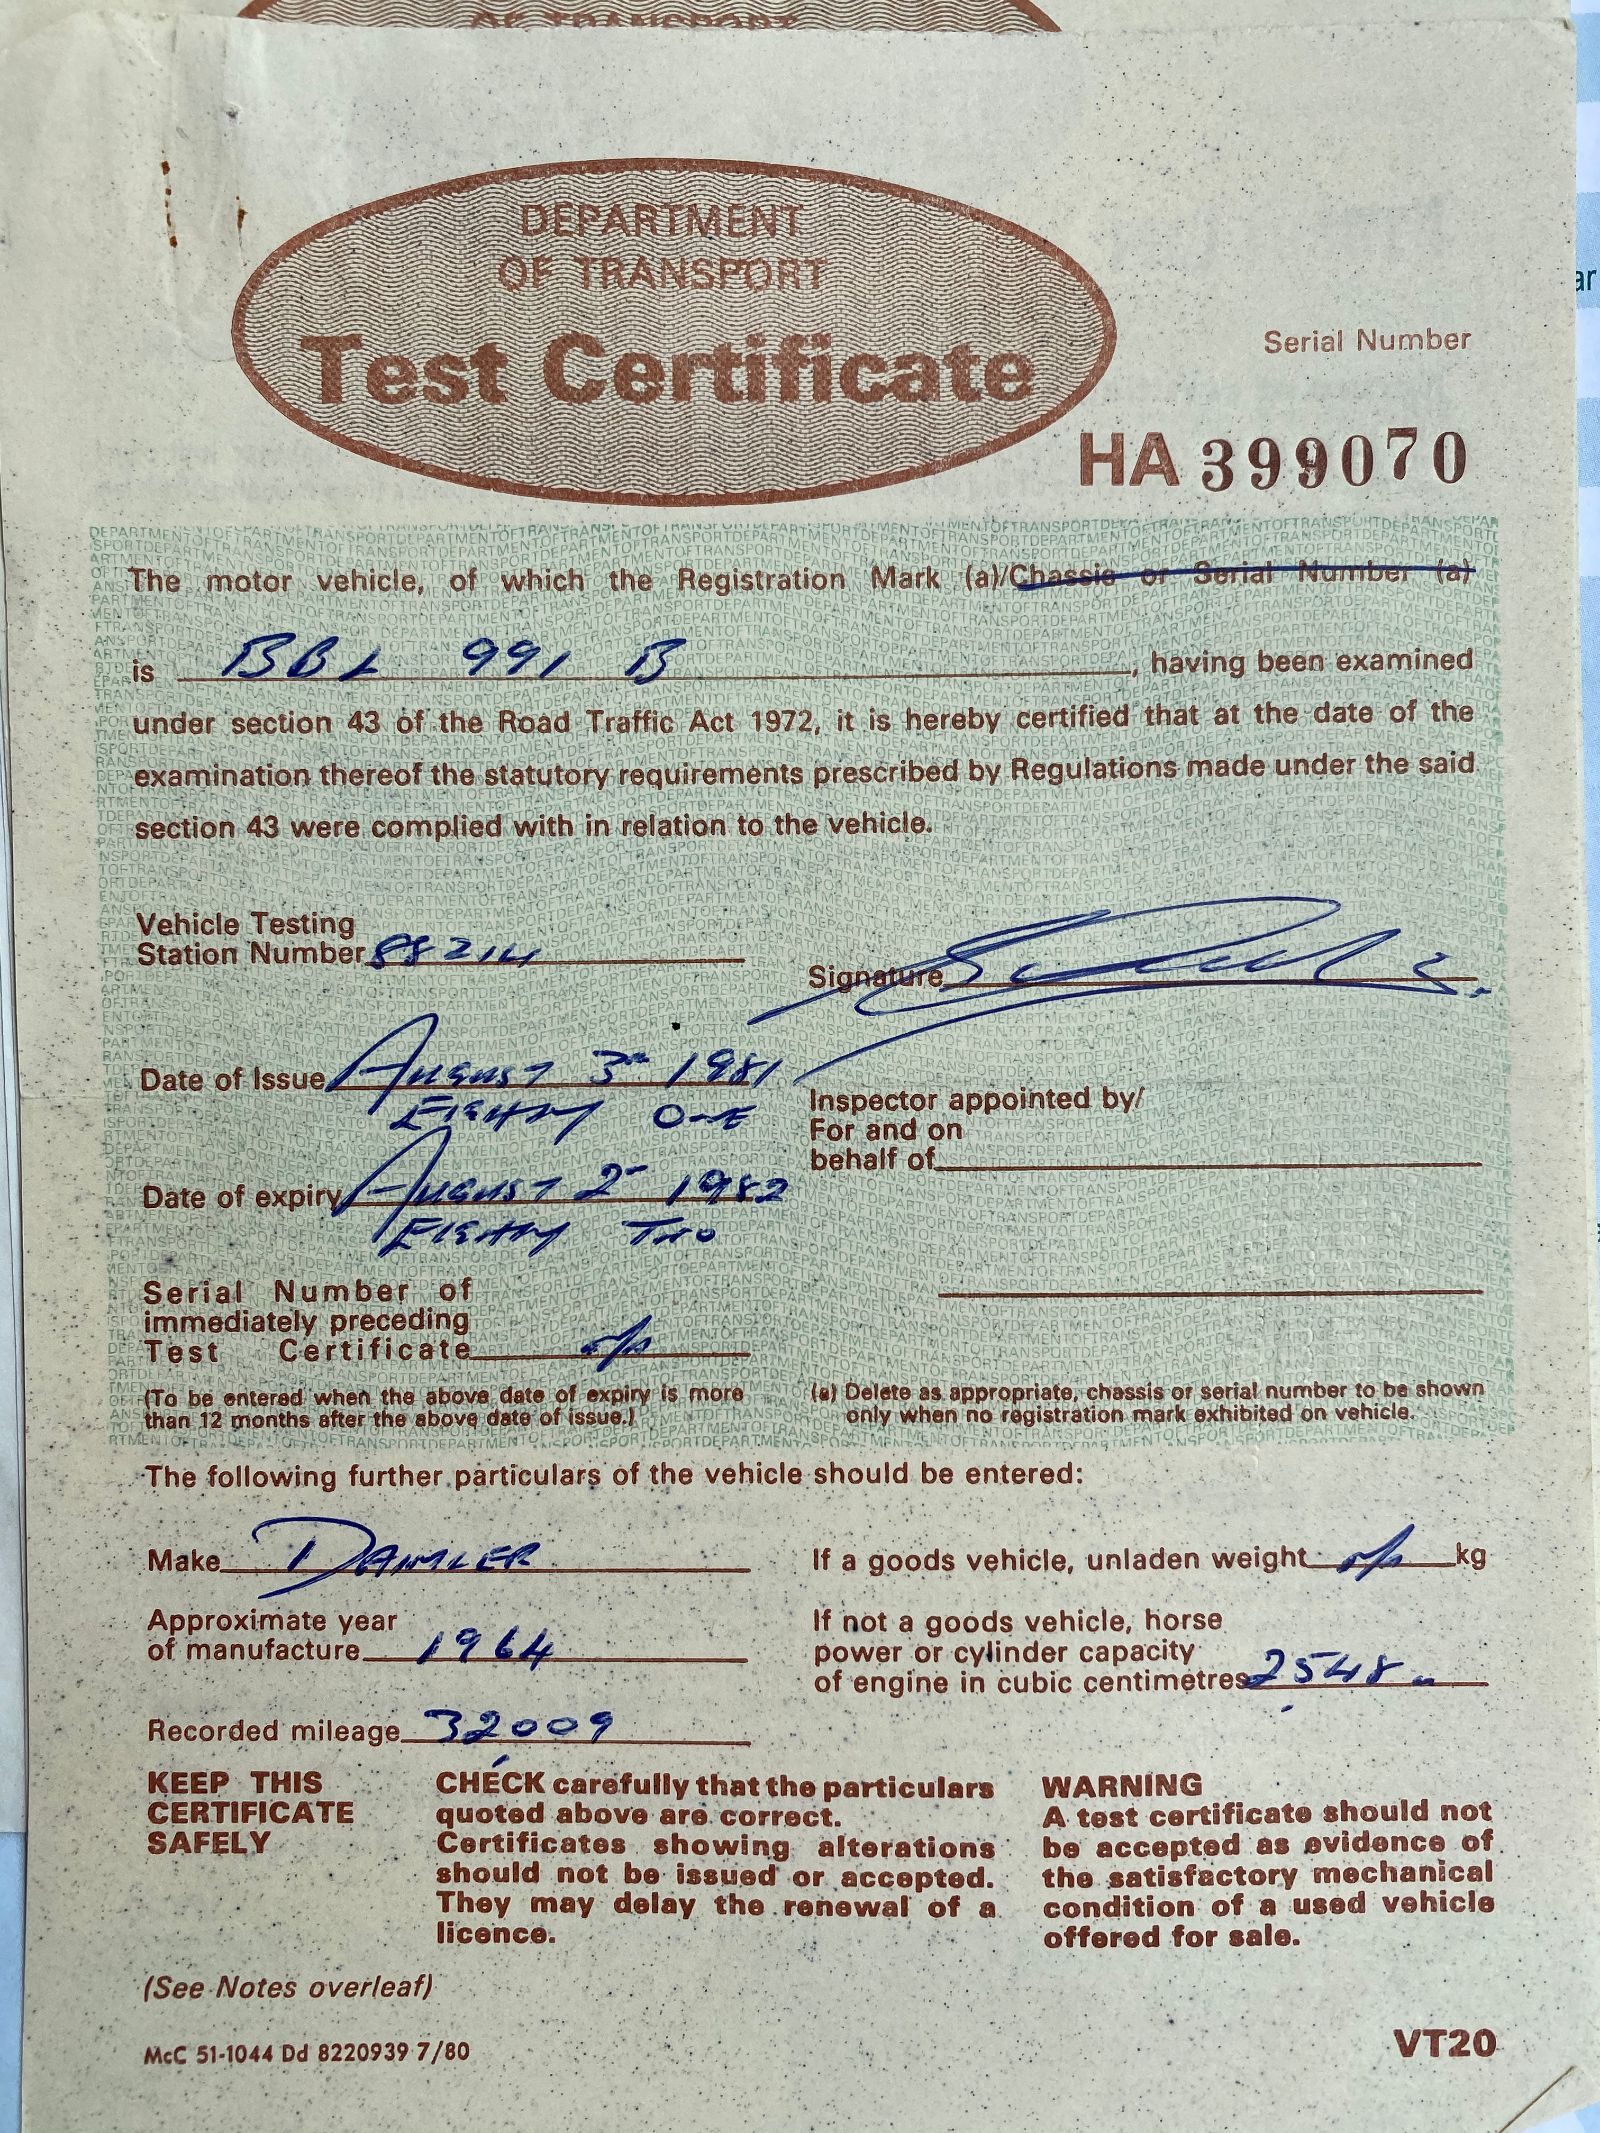 DEPARTMENT
OF TRANSPORT
Test Certificate
Serial Number
HA 399070
The motor vehicle, of which the Registration Mark (a)/Chassis or Serial Number (a)
is BBL 991 B, having been examined
under section 43 of the Road Traffic Act 1972, it is hereby certified that at the date of the
examination thereof the statutory requirements prescribed by Regulations made under the said
section 43 were complied with in relation to the vehicle.
Vehicle Testing
Station Number 88214
Signature
Date of Issue August 3rd 1981
EIGHTY ONE
Inspector appointed by/
For and on
behalf of
Date of expiry August 2nd 1982
EIGHTY TWO
Serial Number of
immediately preceding
Test Certificate n/a
(To be entered when the above date of expiry is more
than 12 months after the above date of issue.)
(a) Delete as appropriate, chassis or serial number to be shown
only when no registration mark exhibited on vehicle.
The following further particulars of the vehicle should be entered:
Make DAIMLER
If a goods vehicle, unladen weight n/a kg
Approximate year
of manufacture 1964
If not a goods vehicle, horse
power or cylinder capacity
of engine in cubic centimetres 2548
Recorded mileage 32009
KEEP THIS
CERTIFICATE
SAFELY
CHECK carefully that the particulars
quoted above are correct.
Certificates showing alterations
should not be issued or accepted.
They may delay the renewal of a
licence.
WARNING
A test certificate should not
be accepted as evidence of
the satisfactory mechanical
condition of a used vehicle
offered for sale.
(See Notes overleaf)
McC 51-1044 Dd 8220939 7/80
VT20